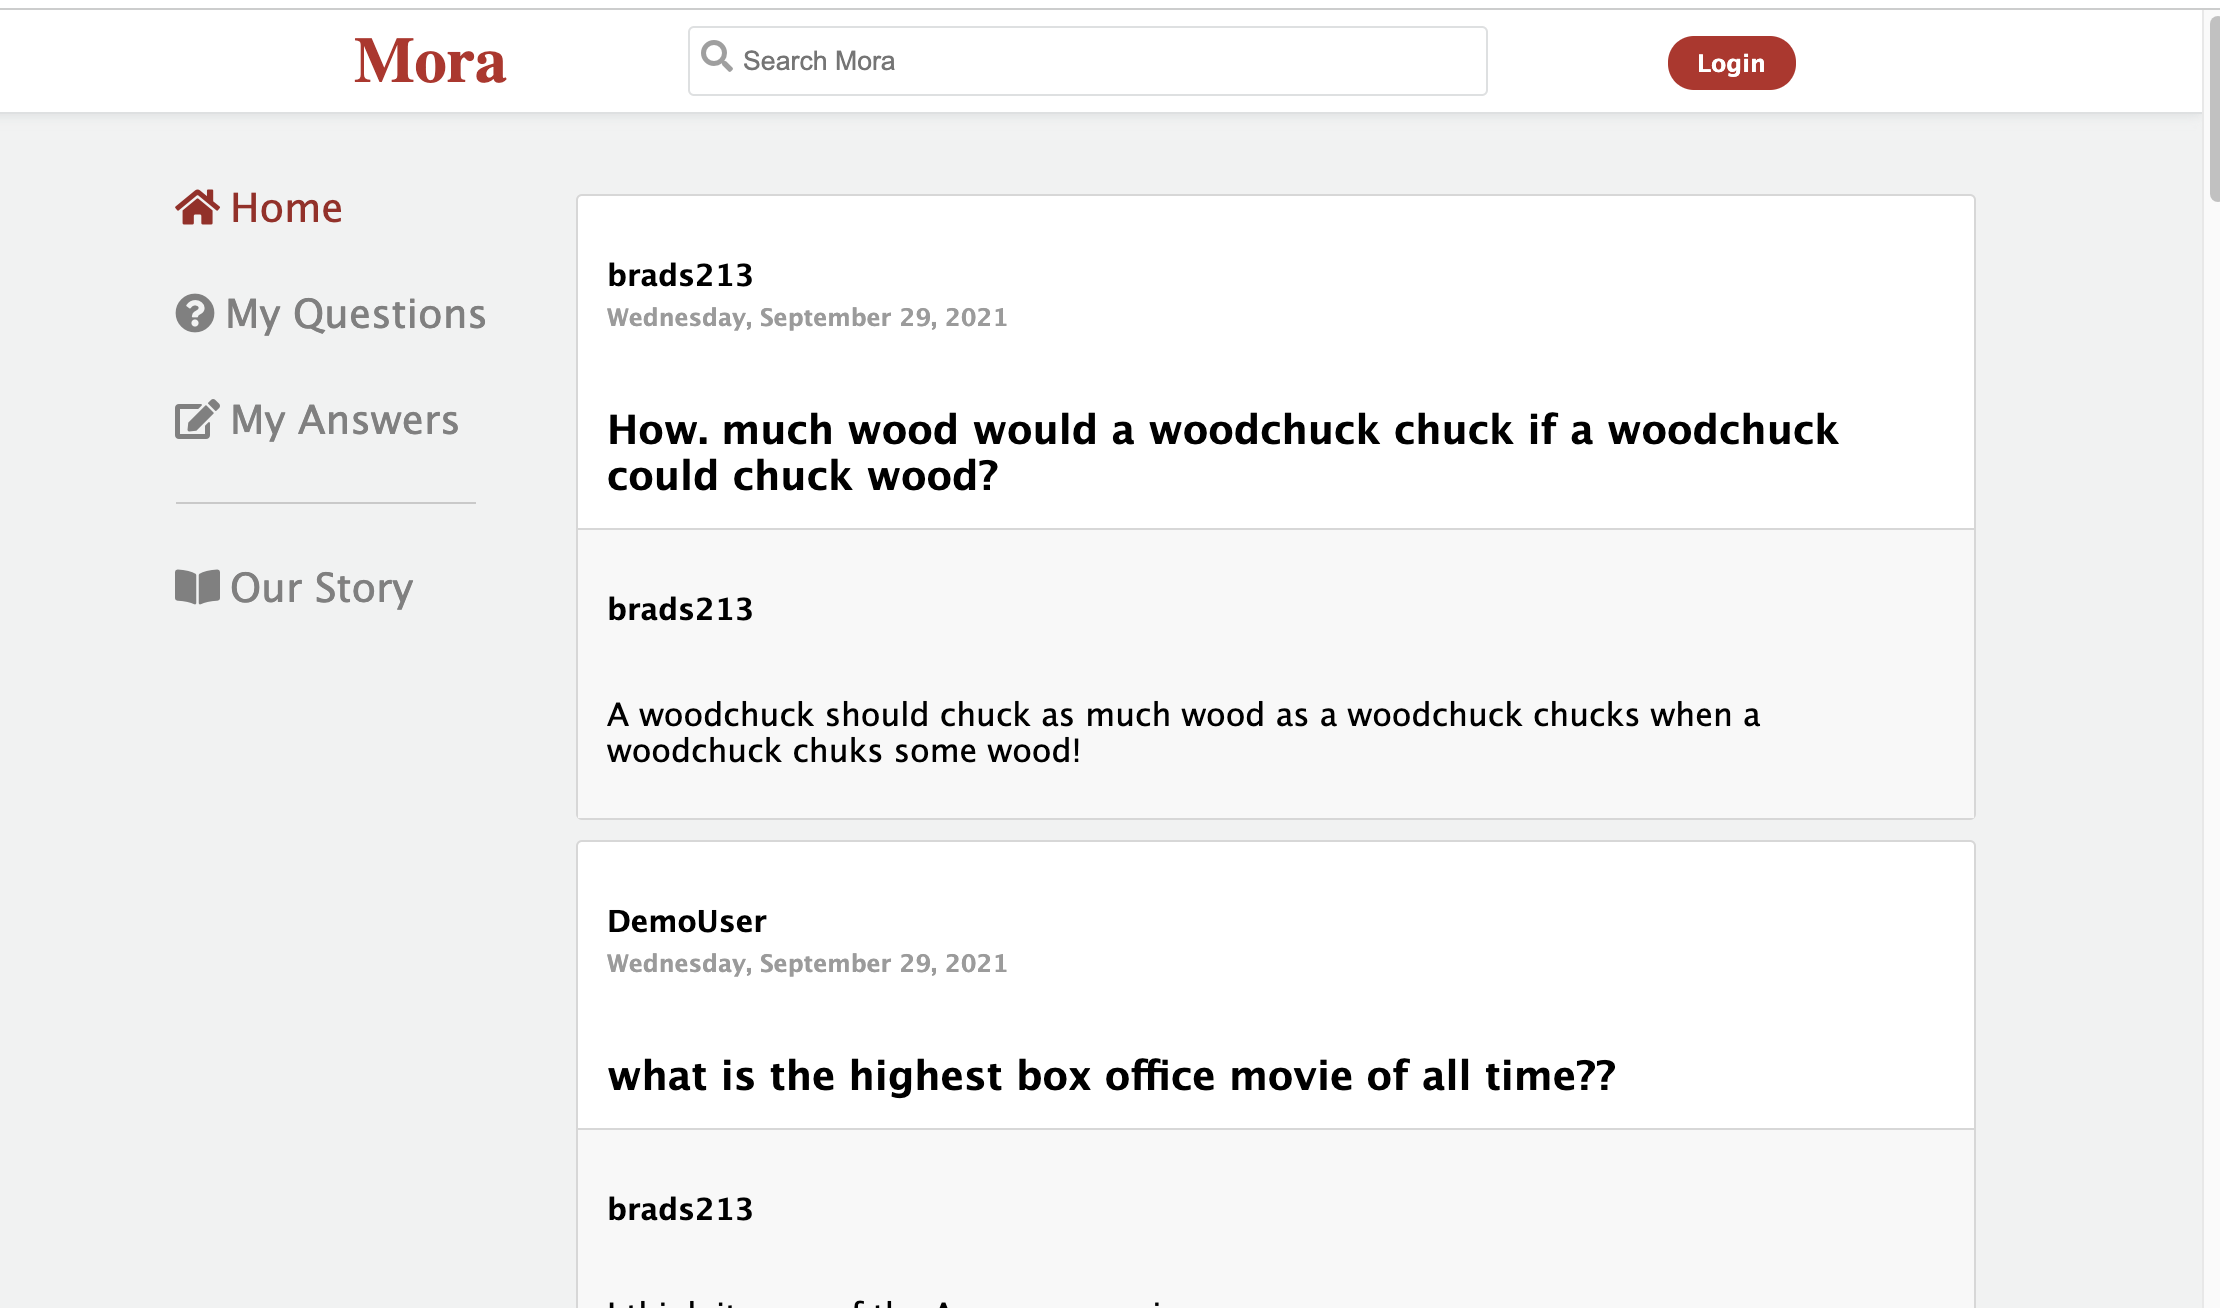 Mora
Search Mora
Login
Home
My Questions
My Answers
Our Story
brads213
Wednesday, September 29, 2021
How. much wood would a woodchuck chuck if a woodchuck
could chuck wood?
brads213
A woodchuck should chuck as much wood as a woodchuck chucks when a
woodchuck chuks some wood!
DemoUser
Wednesday, September 29, 2021
what is the highest box office movie of all time??
brads213